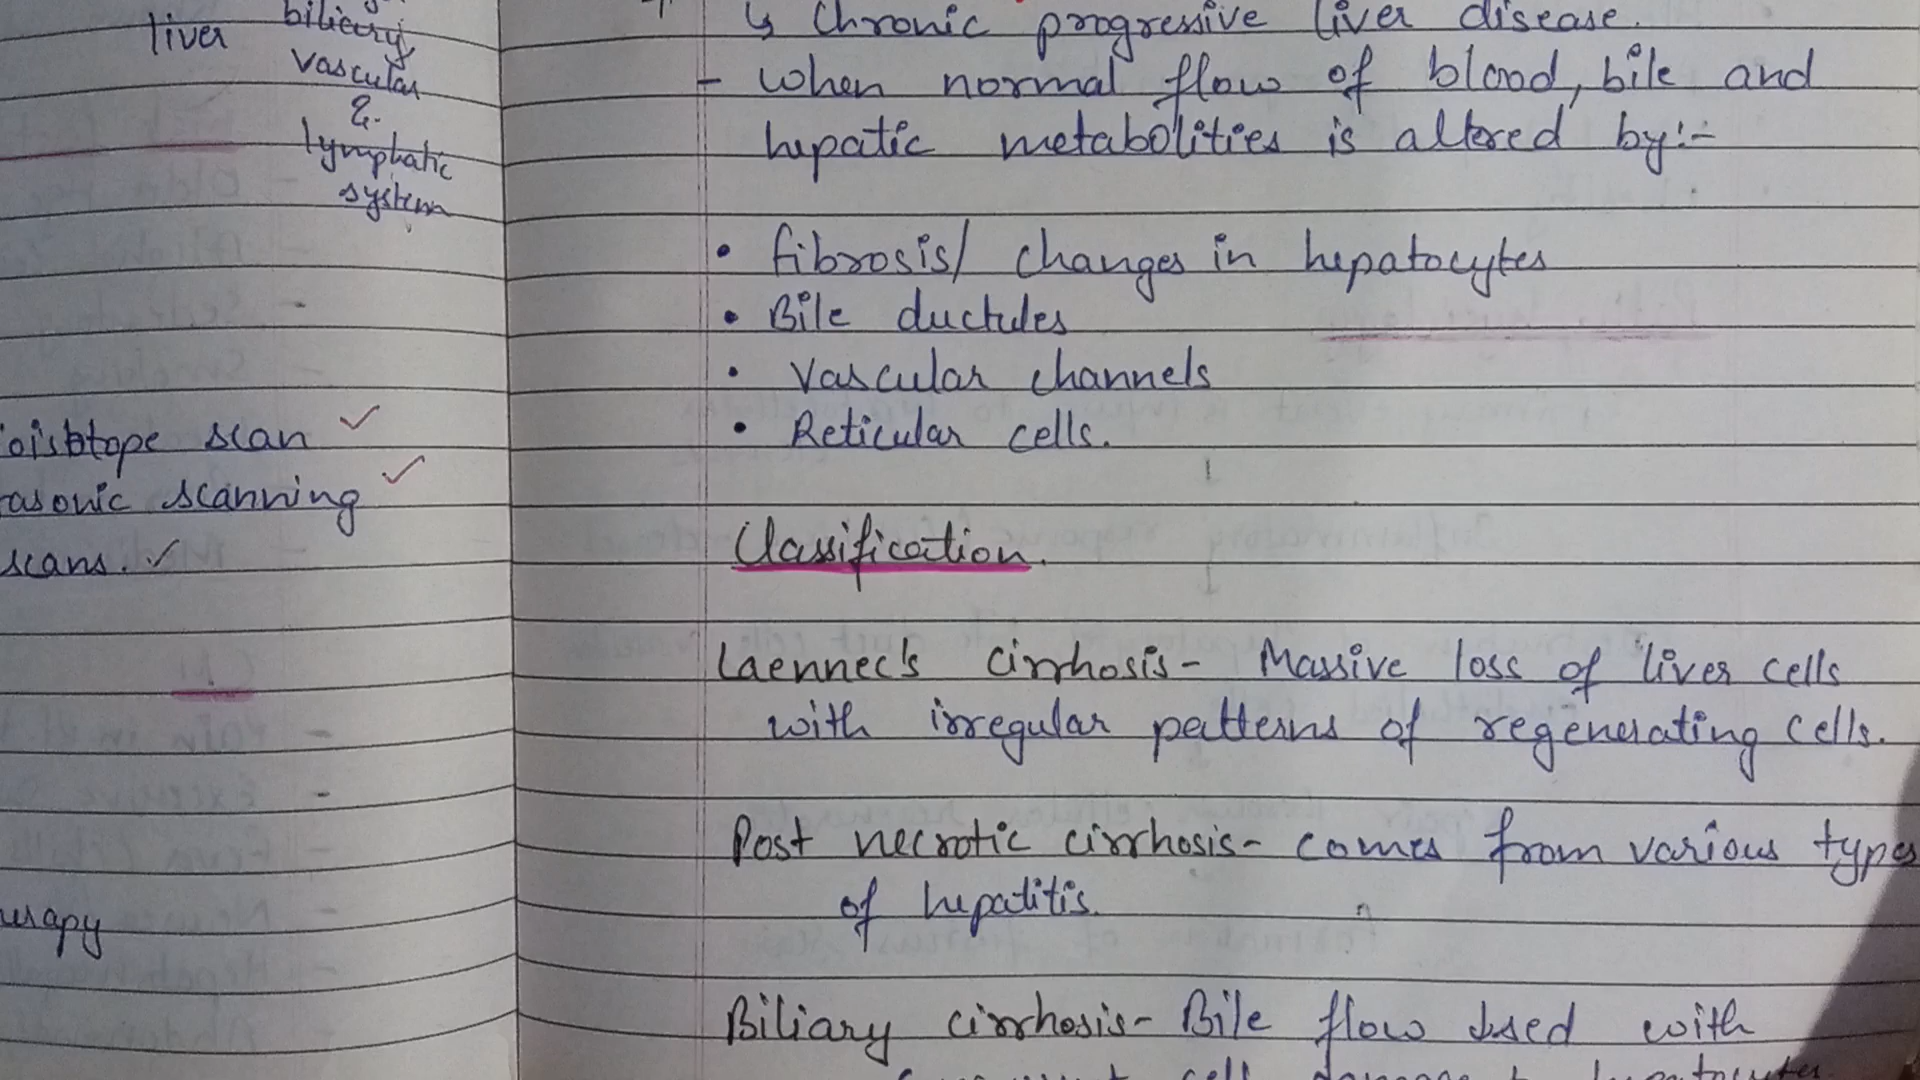 liver
biliary
vascular
&
lymphatic
system
scan ✓
scanning ✓
scans. ✓
↳ Chronic progressive liver disease.
- When normal flow of blood, bile and
hepatic metabolities is altered by:-
• fibrosis/ changes in hepatocytes
• Bile ductules
• Vascular channels
• Reticular cells.
Classification.
Laennec's cirrhosis- Massive loss of liver cells
with irregular patterns of regenerating cells.
Post necrotic cirrhosis- comes from various types
of hepatitis.
Biliary cirrhosis- Bile flow ↓sed with
cell damage